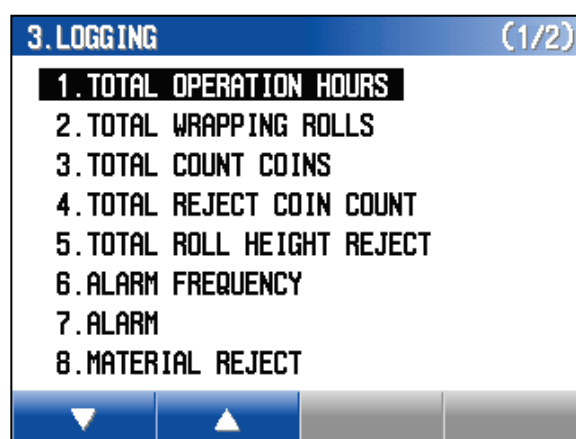 3.LOGGING (1/2)
1.TOTAL OPERATION HOURS
2.TOTAL WRAPPING ROLLS
3.TOTAL COUNT COINS
4.TOTAL REJECT COIN COUNT
5.TOTAL ROLL HEIGHT REJECT
6.ALARM FREQUENCY
7.ALARM
8.MATERIAL REJECT